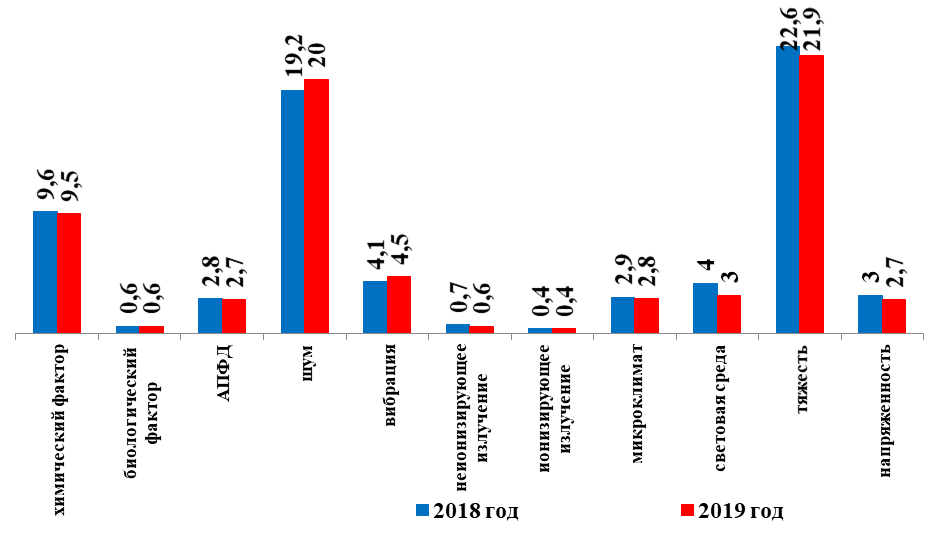 9,6
9,5
0,6
0,6
2,8
2,7
19,2
20
4,1
4,5
0,7
0,6
0,4
0,4
2,9
2,8
4
3
22,6
21,9
3
2,7
химический фактор
биологический
фактор
АПФД
шум
вибрация
неионизирующее
излучение
ионизирующее
излучение
микроклимат
световая среда
тяжесть
напряженность
2018 год
2019 год